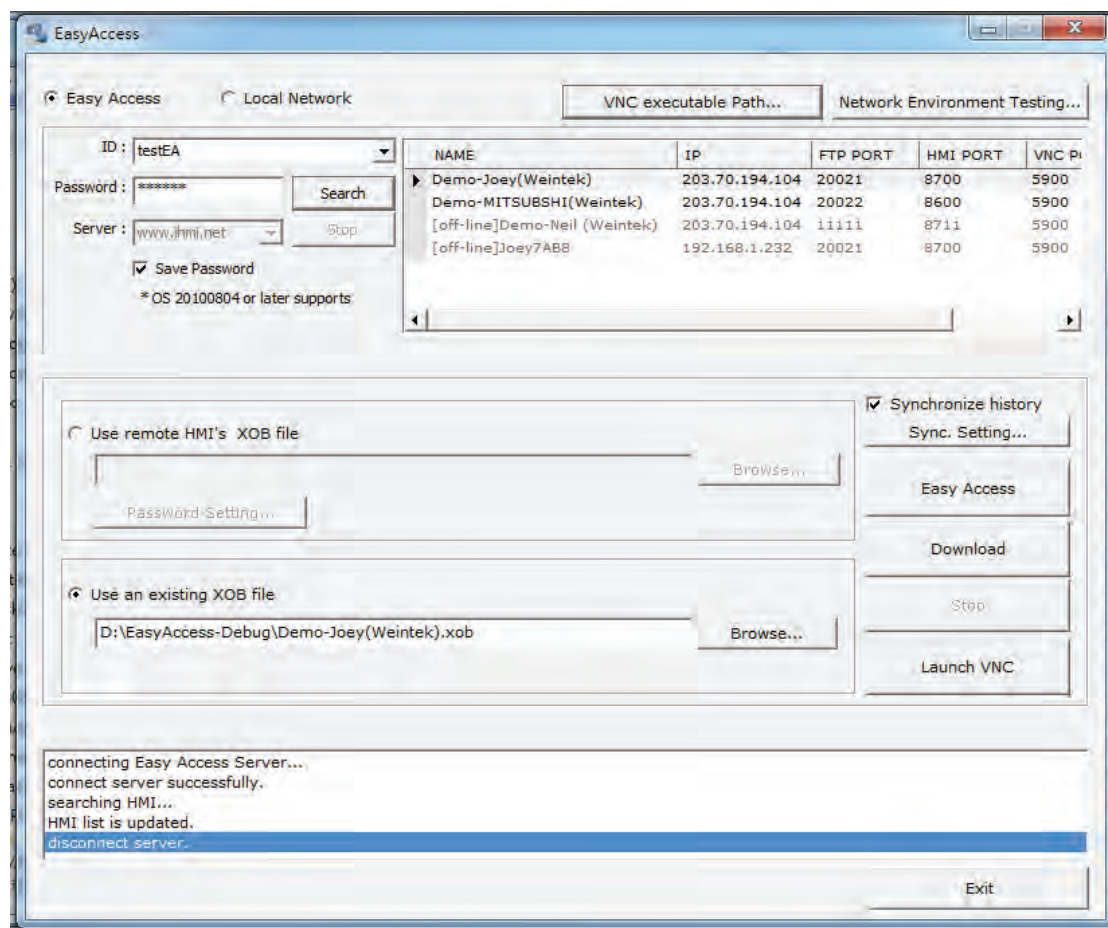 EasyAccess
Easy Access Local Network VNC executable Path... Network Environment Testing...
ID : testEA
Password : ******
Search
Server : www.ihmi.net
Stop
Save Password
* OS 20100804 or later supports
NAME IP FTP PORT HMI PORT VNC P
Demo-Joey(Weintek) 203.70.194.104 20021 8700 5900
Demo-MITSUBSHI(Weintek) 203.70.194.104 20022 8600 5900
[off-line]Demo-Neil (Weintek) 203.70.194.104 11111 8711 5900
[off-line]Joey7AB8 192.168.1.232 20021 8700 5900
Use remote HMI's XOB file
Browse...
Password Setting...
Use an existing XOB file
D:\EasyAccess-Debug\Demo-Joey(Weintek).xob
Browse...
Synchronize history
Sync. Setting...
Easy Access
Download
Stop
Launch VNC
connecting Easy Access Server...
connect server successfully.
searching HMI...
HMI list is updated.
disconnect server.
Exit